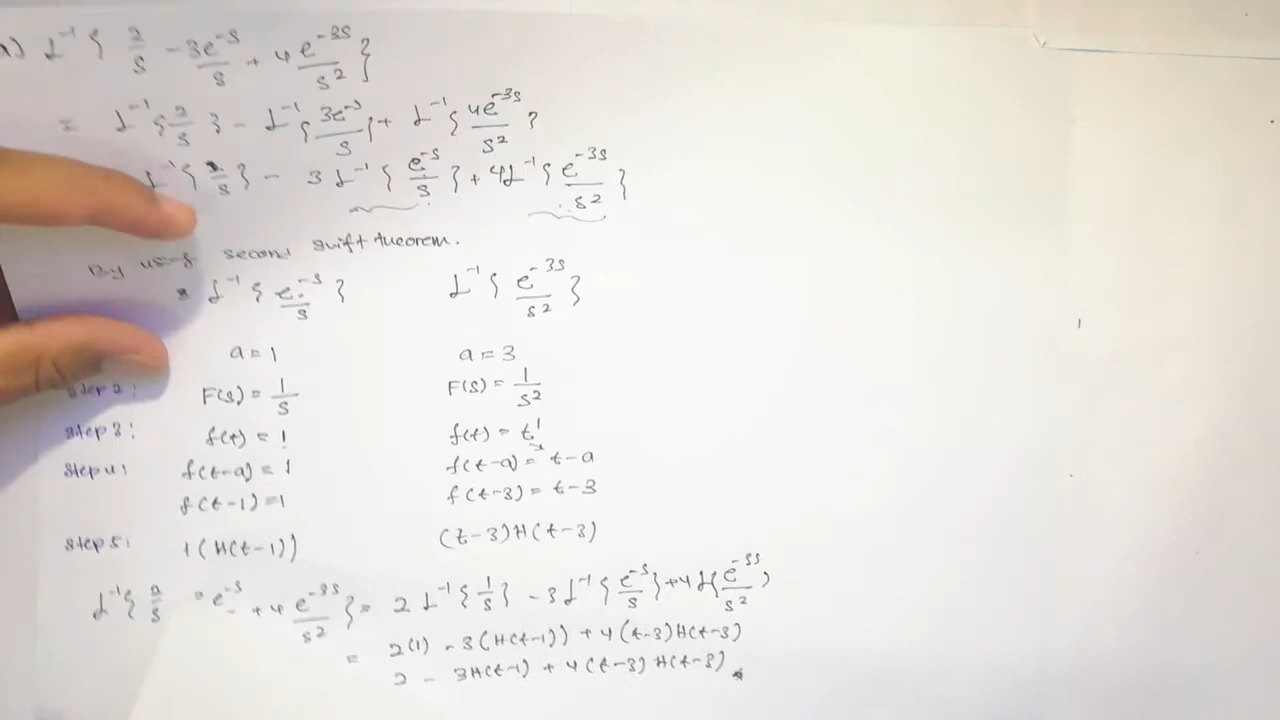 L⁻¹ { 2/s - 3e^-s/s + 4 e^-3s/s² }
= L⁻¹ { 2/s } - L⁻¹ { 3e^-s/s } + L⁻¹ { 4e^-3s/s² }
L⁻¹ { 2/s } - 3 L⁻¹ { e^-s/s } + 4L⁻¹ { e^-3s/s² }
By using second shift theorem.
L⁻¹ { e^-s/s } L⁻¹ { e^-3s/s² }
a = 1 a = 3
step 2: F(s) = 1/s F(s) = 1/s²
step 3: f(t) = 1 f(t) = t¹
step 4: f(t-a) = 1 f(t-a) = t-a
f(t-1) = 1 f(t-3) = t-3
step 5: 1(H(t-1)) (t-3)H(t-3)
L⁻¹ { 2/s e^-s + 4 e^-3s/s² } = 2 L⁻¹ { 1/s } - 3 L⁻¹ { e^-s/s } + 4 L { e^-3s/s² }
= 2(1) - 3(H(t-1)) + 4(t-3)H(t-3)
2 - 3H(t-1) + 4(t-3) H(t-3)